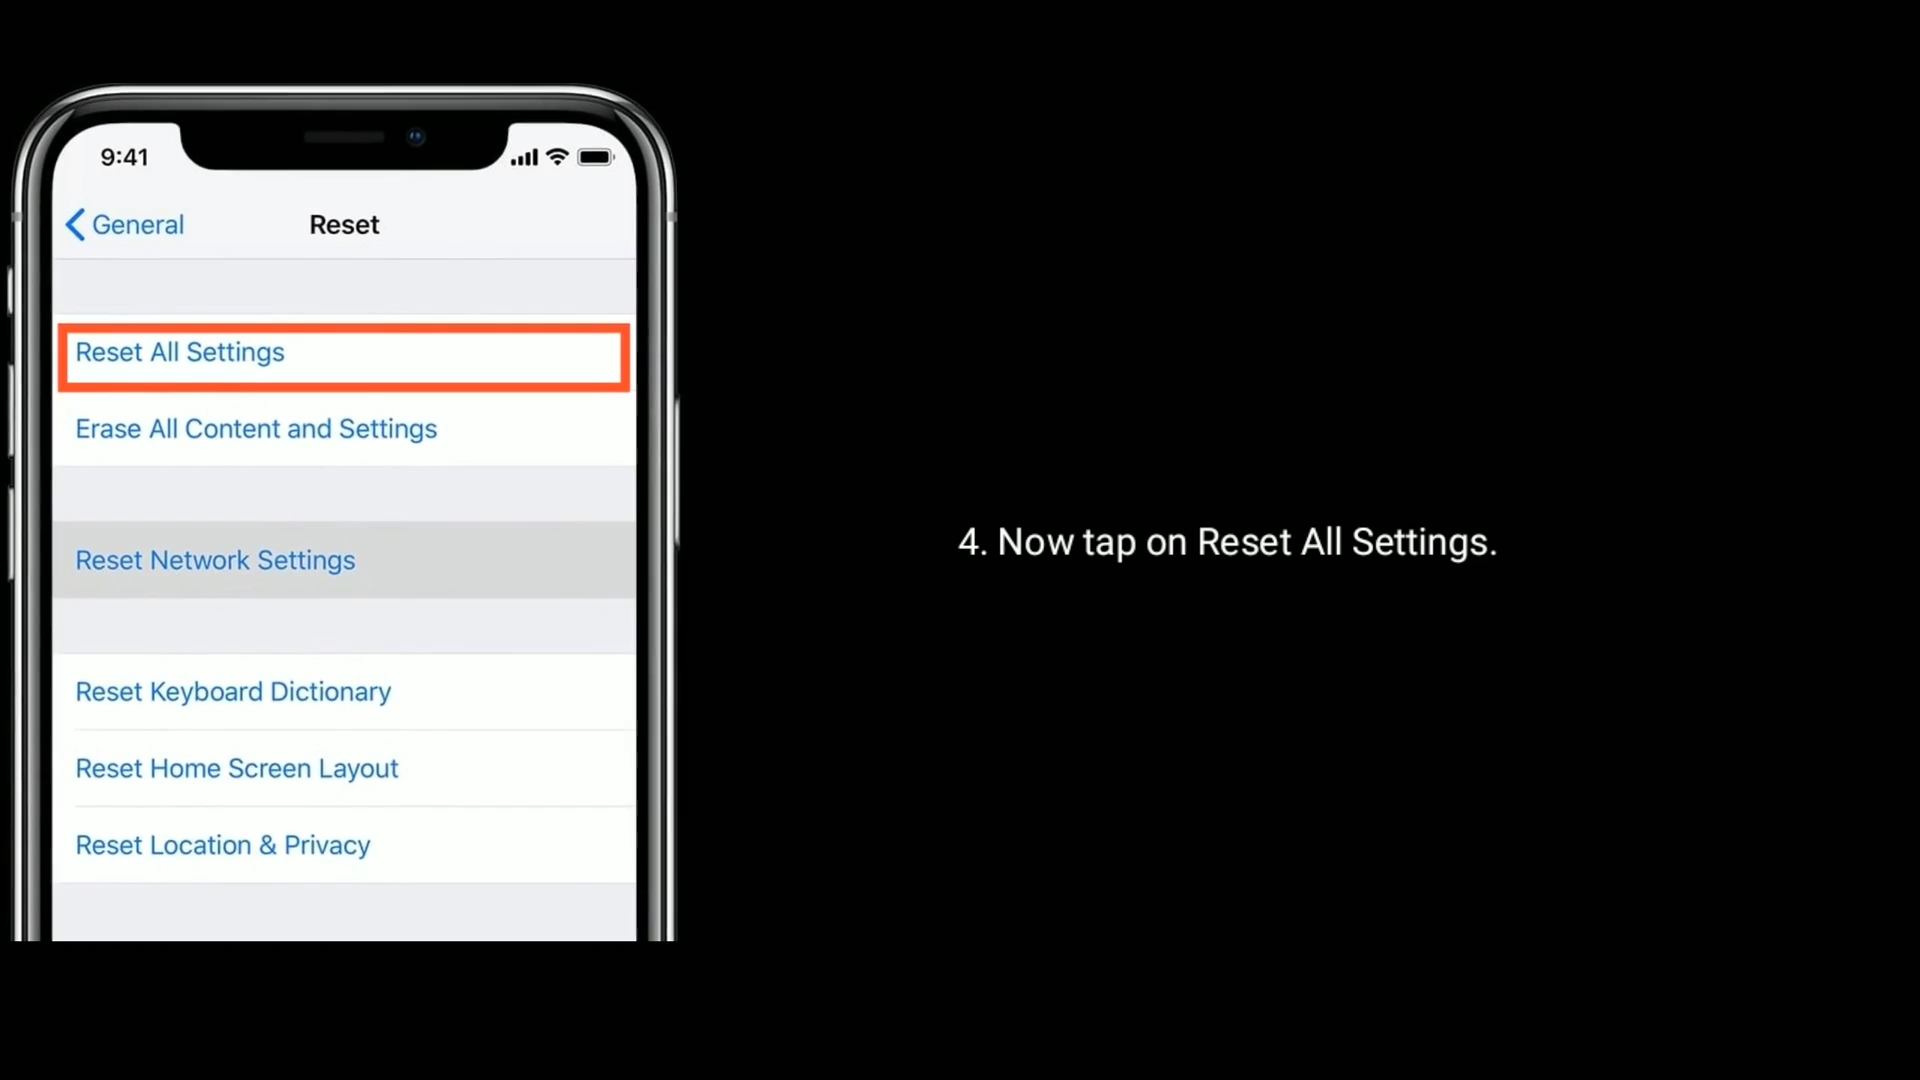 9:41
General
Reset
Reset All Settings
Erase All Content and Settings
Reset Network Settings
Reset Keyboard Dictionary
Reset Home Screen Layout
Reset Location & Privacy
4. Now tap on Reset All Settings.